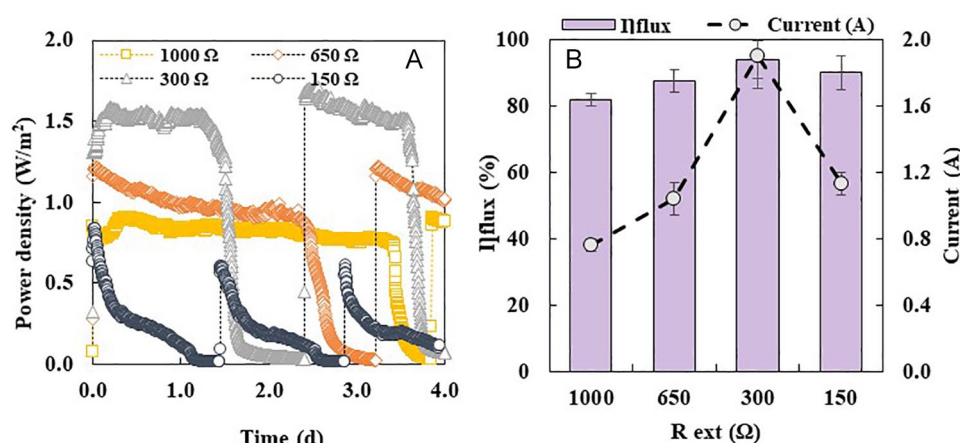 A
1000 Ω 650 Ω
300 Ω 150 Ω
Power density (W/m²)
2.0
1.5
1.0
0.5
0.0
0.0 1.0 2.0 3.0 4.0
Time (d)
Ƞflux Current (A)
B
Ƞflux (%)
100
80
60
40
20
0
2.0
1.6
1.2
0.8
0.4
0.0
Current (A)
1000 650 300 150
R ext (Ω)